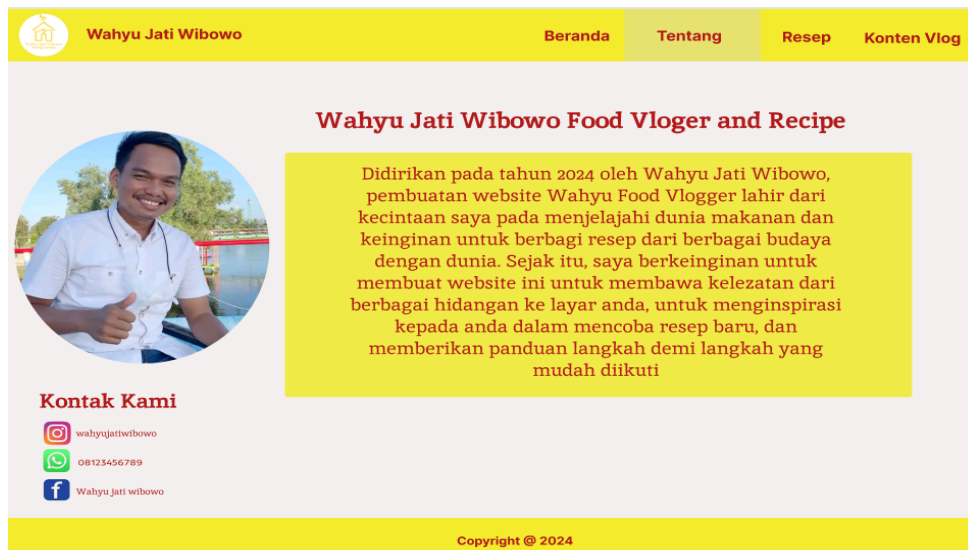 Wahyu Jati Wibowo
Beranda
Tentang
Resep
Konten Vlog
Wahyu Jati Wibowo Food Vloger and Recipe
Didirikan pada tahun 2024 oleh Wahyu Jati Wibowo,
pembuatan website Wahyu Food Vlogger lahir dari
kecintaan saya pada menjelajahi dunia makanan dan
keinginan untuk berbagi resep dari berbagai budaya
dengan dunia. Sejak itu, saya berkeinginan untuk
membuat website ini untuk membawa kelezatan dari
berbagai hidangan ke layar anda, untuk menginspirasi
kepada anda dalam mencoba resep baru, dan
memberikan panduan langkah demi langkah yang
mudah diikuti
Kontak Kami
wahyujatiwibowo
08123456789
Wahyu jati wibowo
Copyright @ 2024